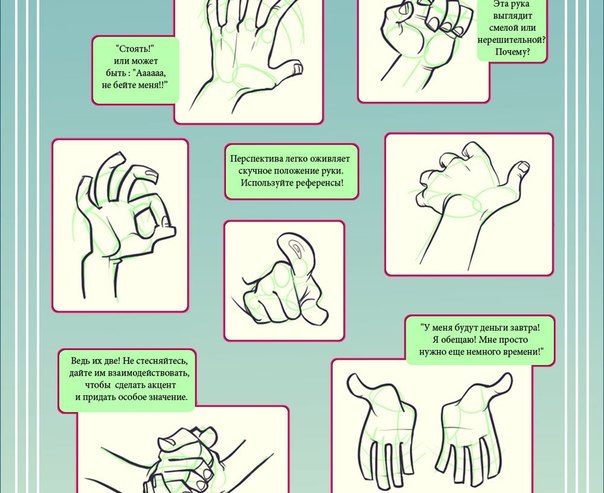 Эта рука
выглядит
смелой или
нерешительной?
Почему?
"Стоять!"
или может
быть : "Аааааа,
не бейте меня!!"
Перспектива легко оживляет
скучное положение руки.
Используйте референсы!
"У меня будут деньги завтра!
Я обещаю! Мне просто
нужно еще немного времени!"
Ведь их две! Не стесняйтесь,
дайте им взаимодействовать,
чтобы сделать акцент
и придать особое значение.